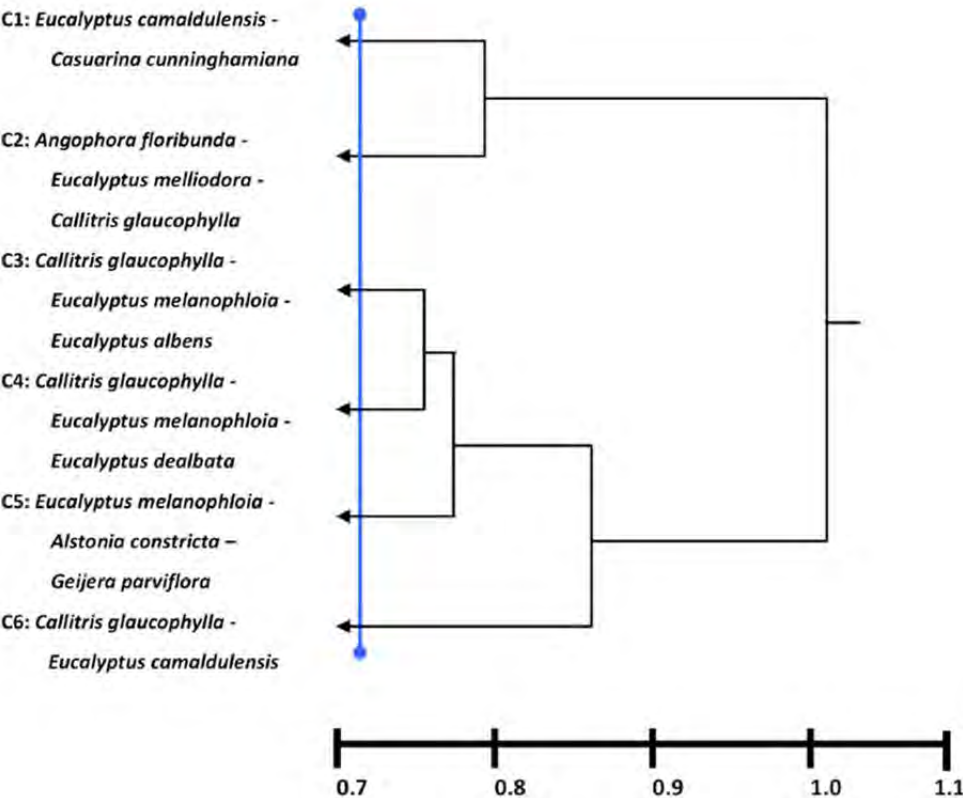 C1: Eucalyptus camaldulensis -
Casuarina cunninghamiana
C2: Angophora floribunda -
Eucalyptus melliodora -
Callitris glaucophylla
C3: Callitris glaucophylla -
Eucalyptus melanophloia -
Eucalyptus albens
C4: Callitris glaucophylla -
Eucalyptus melanophloia -
Eucalyptus dealbata
C5: Eucalyptus melanophloia -
Alstonia constricta –
Geijera parviflora
C6: Callitris glaucophylla -
Eucalyptus camaldulensis
0.7 0.8 0.9 1.0 1.1